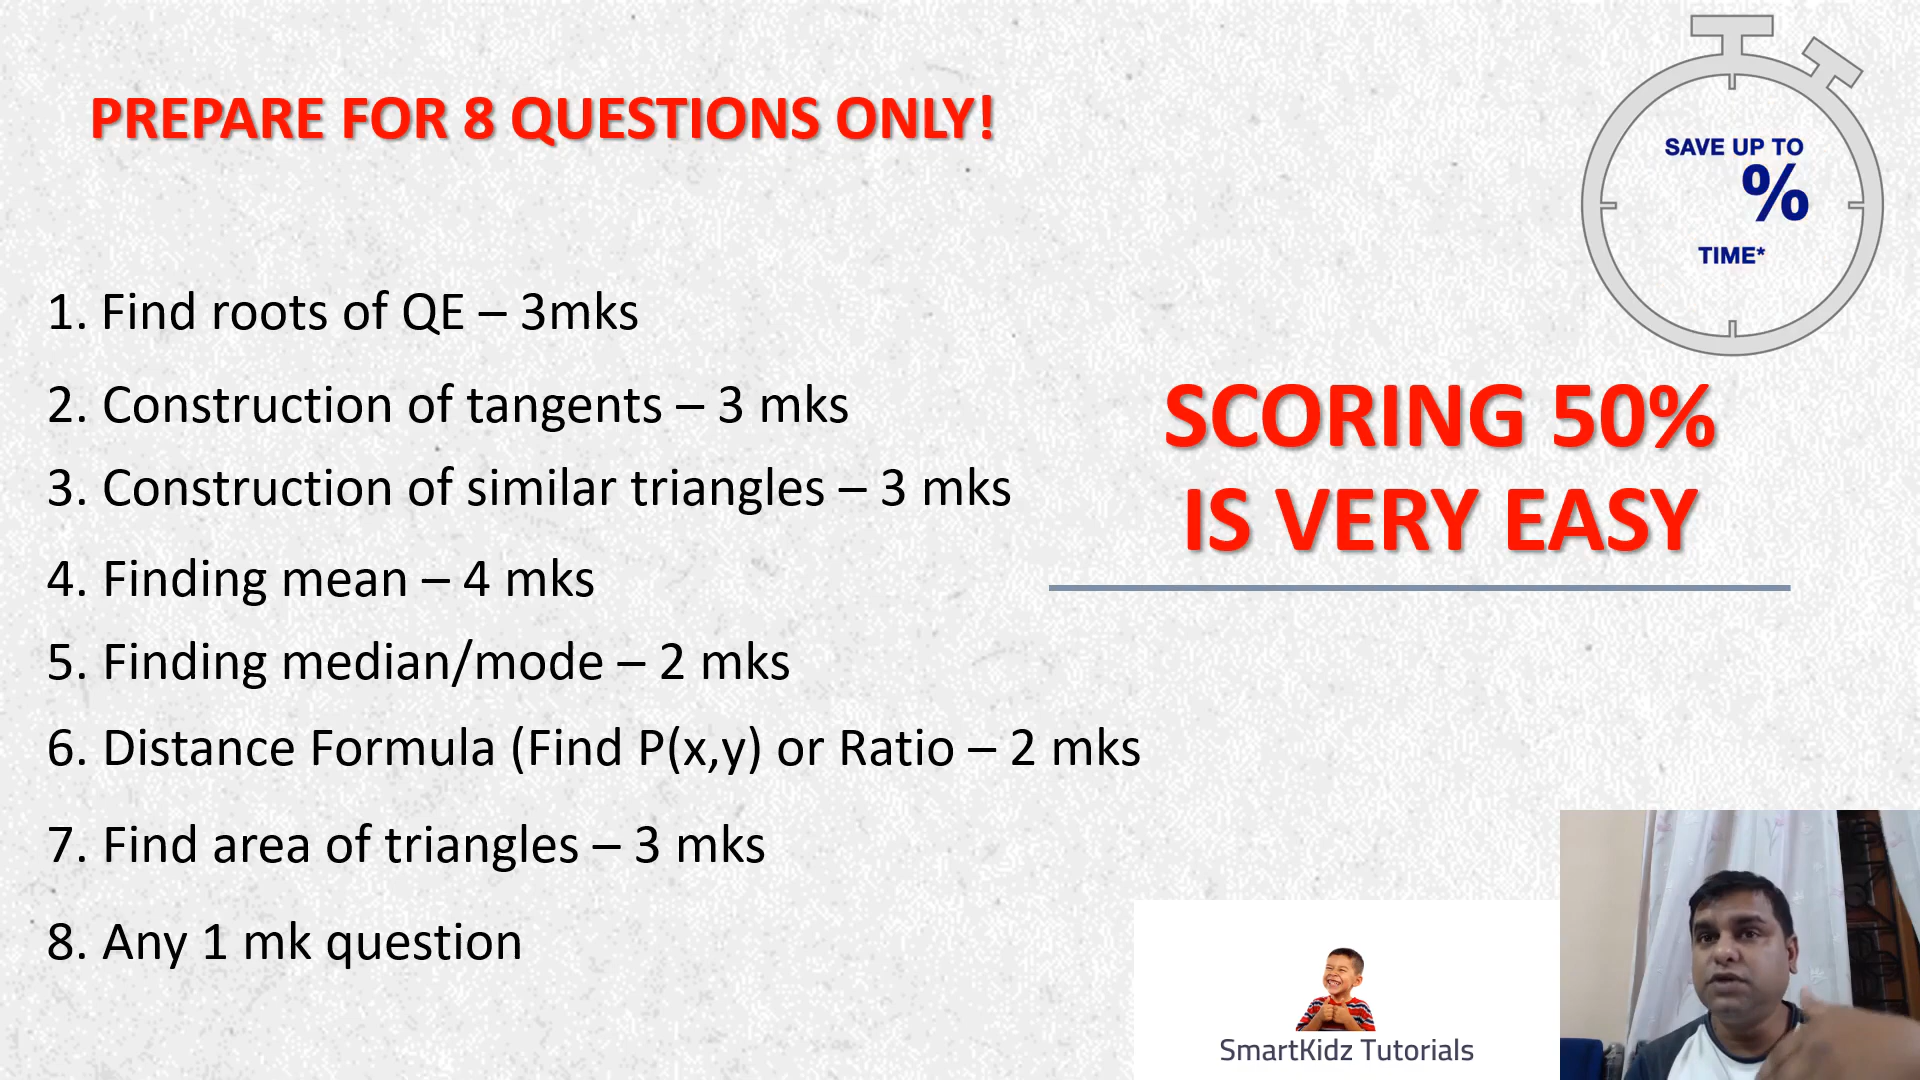 PREPARE FOR 8 QUESTIONS ONLY!
SAVE UP TO
%
TIME*
1. Find roots of QE – 3mks
2. Construction of tangents – 3 mks
3. Construction of similar triangles – 3 mks
4. Finding mean – 4 mks
5. Finding median/mode – 2 mks
6. Distance Formula (Find P(x,y) or Ratio – 2 mks
7. Find area of triangles – 3 mks
8. Any 1 mk question
SCORING 50%
IS VERY EASY
SmartKidz Tutorials